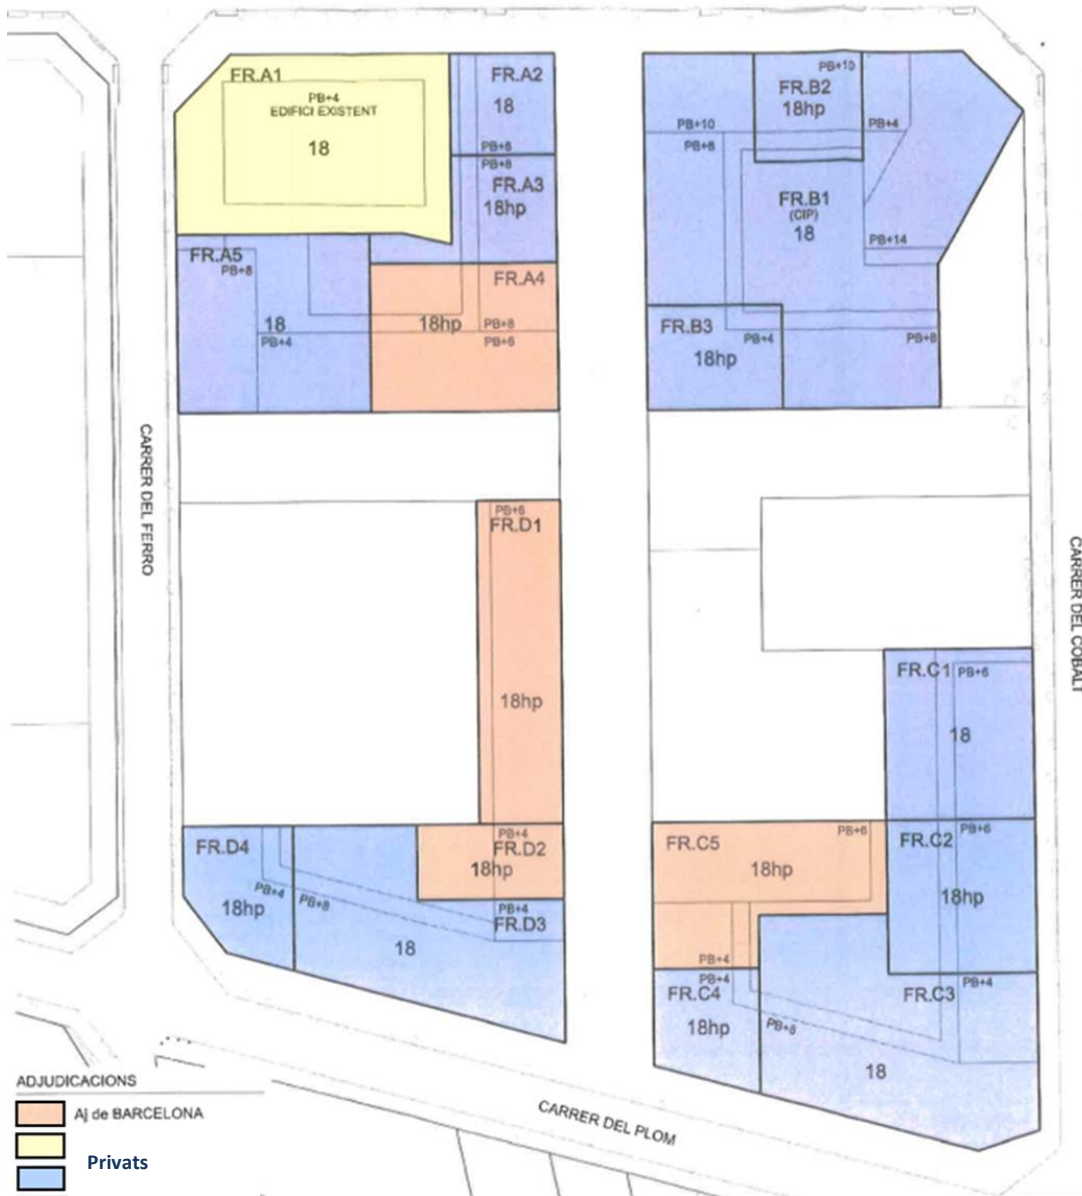 FR.A1
PB+4
EDIFICI EXISTENT
18
FR.A2
18
PB+8
PB+8
FR.A3
18hp
FR.A4
18hp
PB+8
PB+6
FR.A5
PB+8
18
PB+4
PB+10
FR.B2
18hp
PB+10
PB+8
PB+4
FR.B1
(CIP)
18
PB+14
FR.B3
18hp
PB+4
PB+8
CARRER DEL FERRO
CARRER DEL COBALT
PB+6
FR.D1
18hp
PB+4
FR.D2
18hp
PB+4
FR.D3
18
FR.D4
PB+4
PB+8
18hp
FR.C1
PB+6
18
FR.C2
PB+6
18hp
FR.C5
PB+6
18hp
PB+4
PB+4
FR.C4
18hp
PB+8
FR.C3
PB+4
18
CARRER DEL PLOM
ADJUDICACIONS
Aj de BARCELONA
Privats